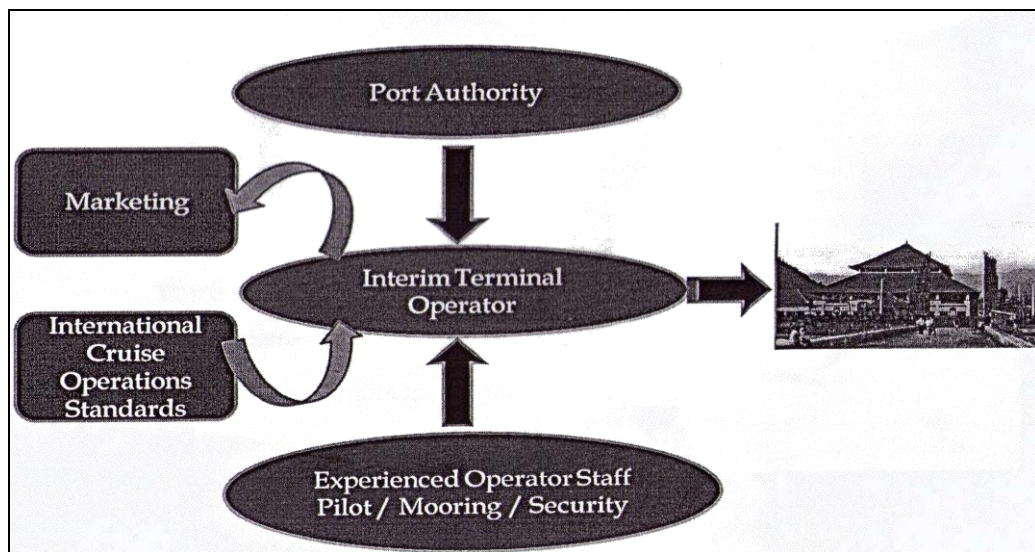 Port Authority
Marketing
Interim Terminal
Operator
International
Cruise
Operations
Standards
Experienced Operator Staff
Pilot / Mooring / Security